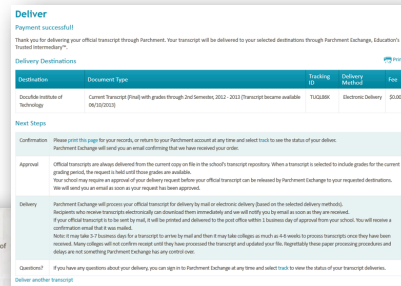 Deliver
Payment successful!
Thank you for delivering your official transcript through Parchment. Your transcript will be delivered to your selected destinations through Parchment Exchange, Education's
Trusted Intermediary™.
Delivery Destinations
Print
Destination Document Type Tracking ID Delivery Method Fee
Docufide Institute of Technology Current Transcript (Final) with grades through 2nd Semester, 2012 - 2013 (Transcript became available 06/10/2013) Electronic Delivery
Next Steps
Confirmation Please print this page for your records, or return to your Parchment account at any time and select track to see the status of your deliver.
Parchment Exchange will send you an email confirming that we have received your order.
Approval Official transcripts are always delivered from the current copy on file in the school's transcript repository. When a transcript is selected to include grades for the current
grading period, the request is held until those grades are available.
Your school may require an approval of your delivery request before your official transcript can be released by Parchment Exchange to your requested destinations.
We will send you an email as soon as your request has been approved.
Delivery Parchment Exchange will process your official transcript for delivery by mail or electronic delivery (based on the selected delivery methods).
Recipients who receive transcripts electronically can download them immediately and we will notify you by email as soon as they are received.
If your official transcript is to be sent by mail, it will be printed and delivered to the post office within 1 business day of approval from your school. You will receive a
confirmation email that it was mailed.
Note: It may take 3-7 business days for a transcript to arrive by mail and then it may take colleges as much as 4-6 weeks to process transcripts once they have been
received. Many colleges will not confirm receipt until they have processed the transcript and updated your file. Regrettably these paper processing procedures and
delays are not something Parchment Exchange has any control over.
of
Questions? If you have any questions about your delivery, you can sign in to Parchment Exchange at any time and select track to view the status of your transcript deliveries.
Deliver another transcript